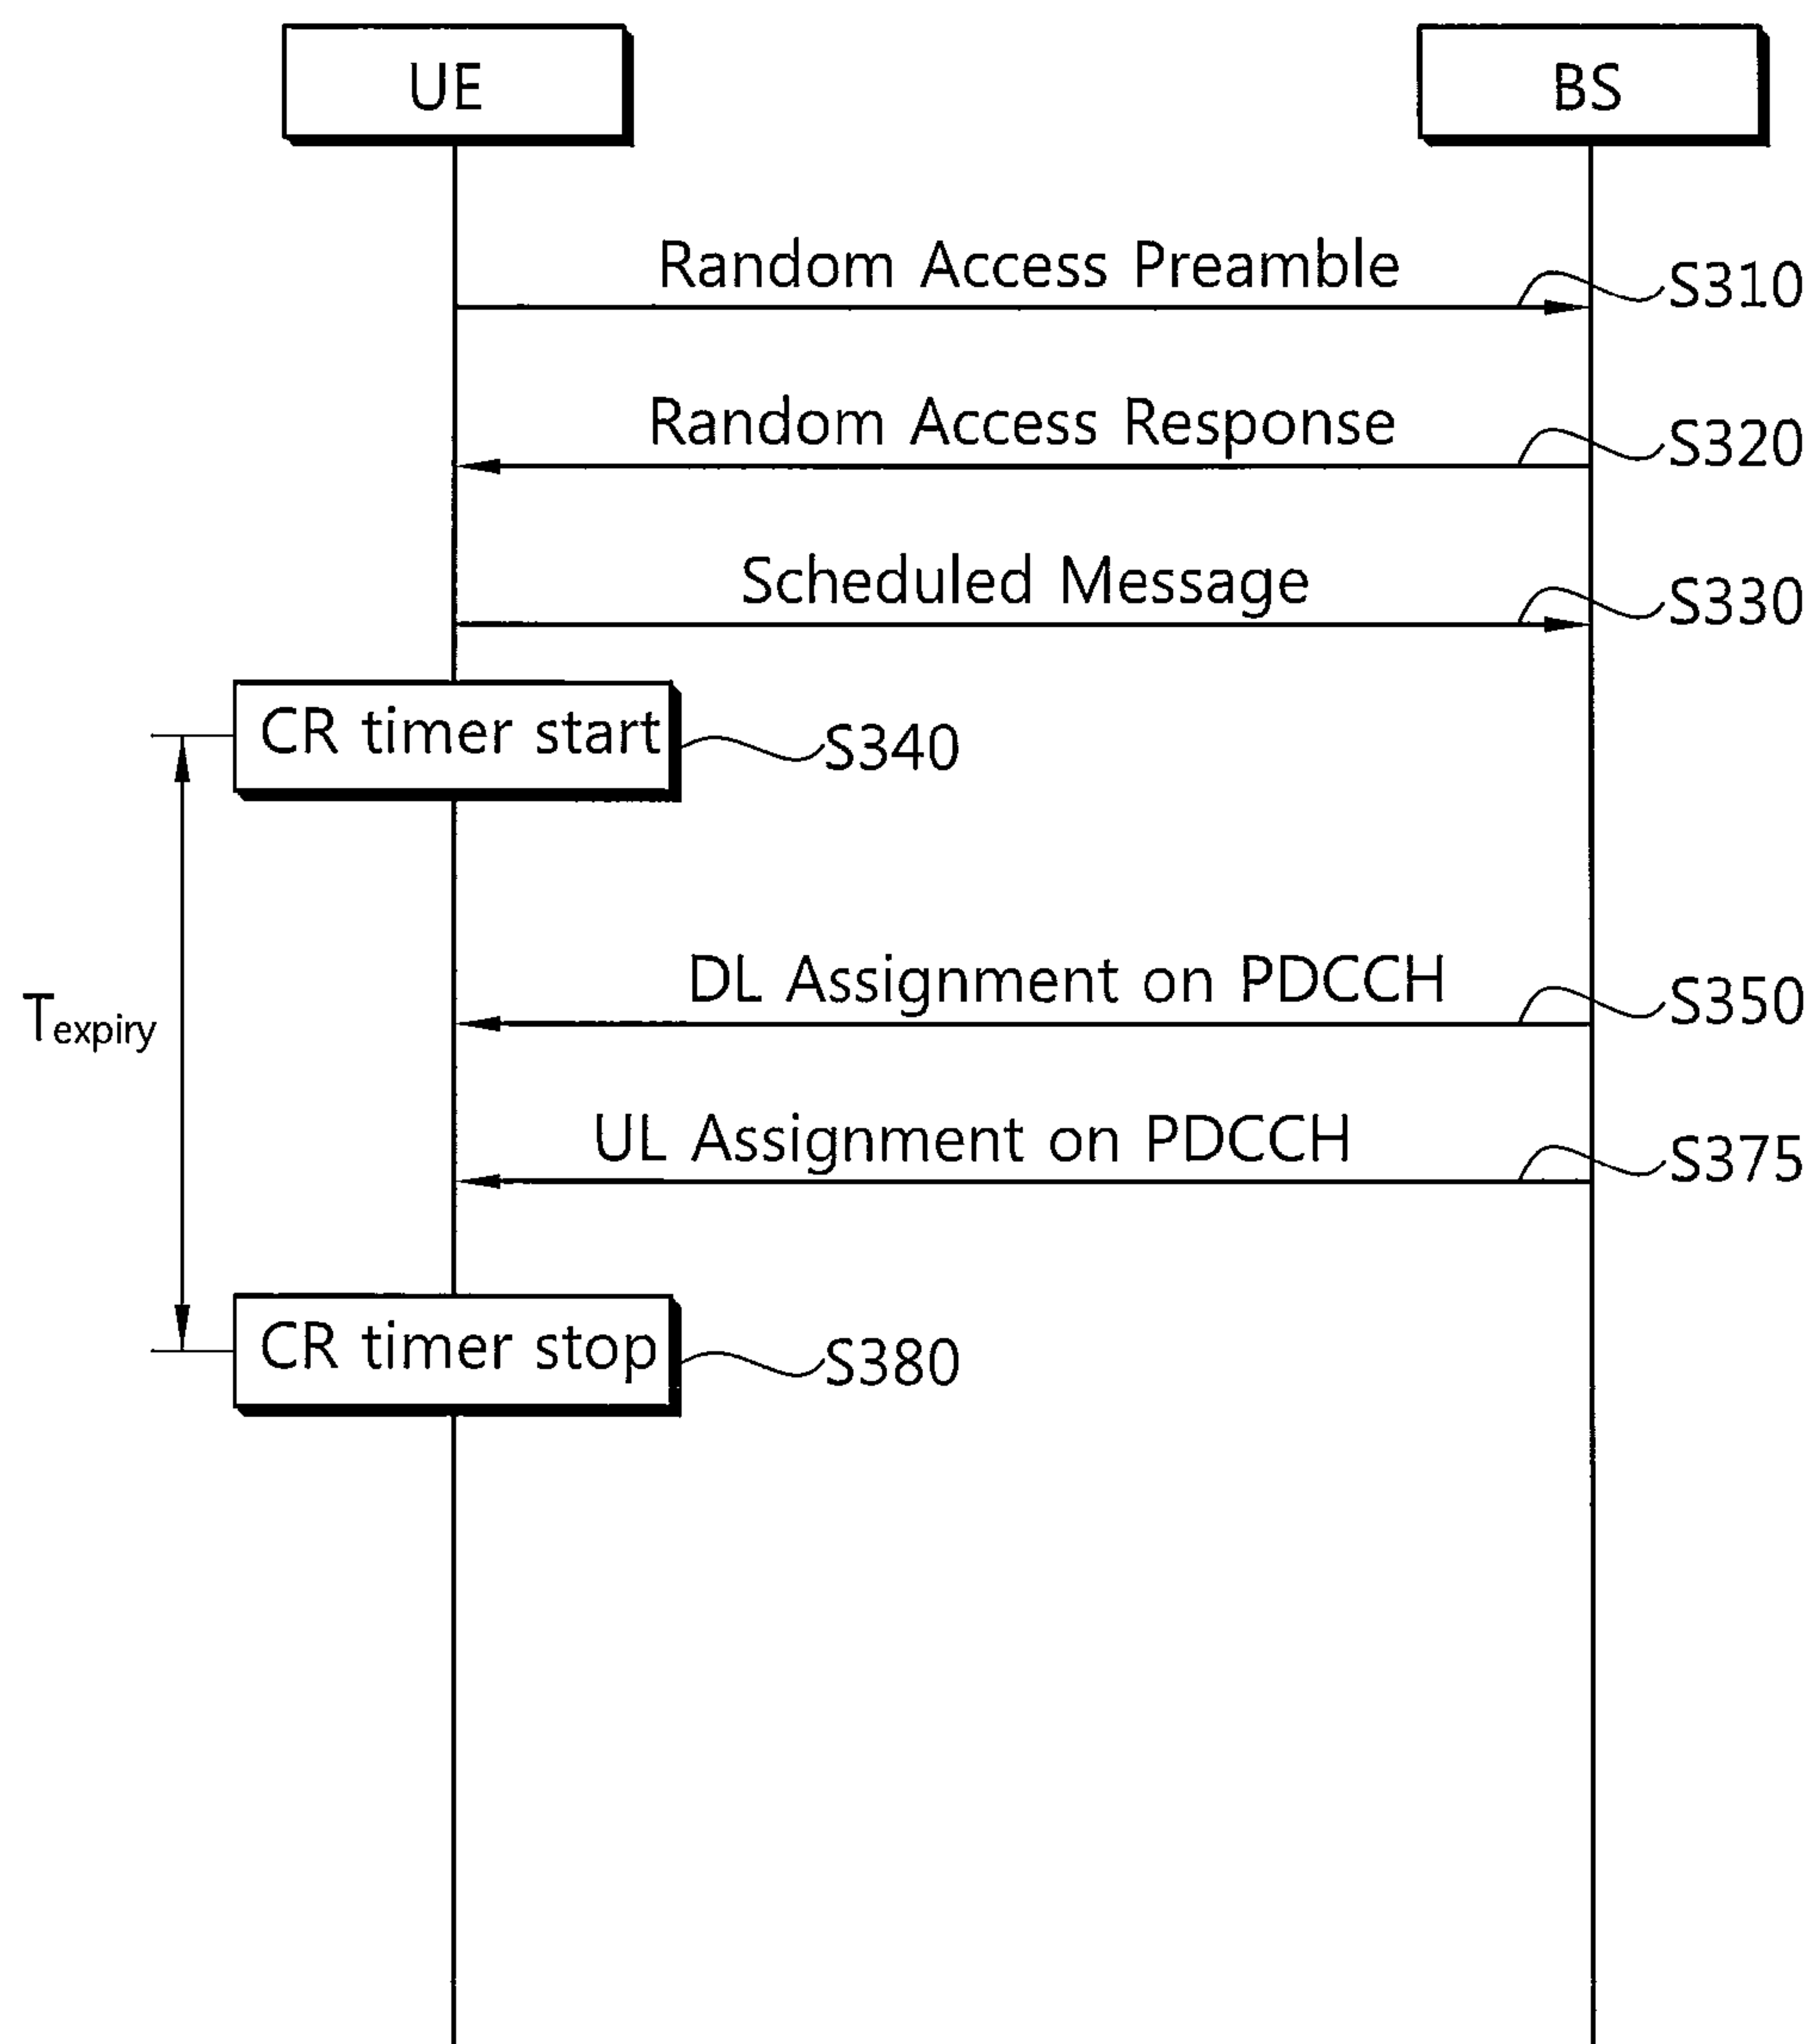 UE
BS
Random Access Preamble
S310
Random Access Response
S320
Scheduled Message
S330
CR timer start
S340
DL Assignment on PDCCH
S350
Texpiry
UL Assignment on PDCCH
S375
CR timer stop
S380